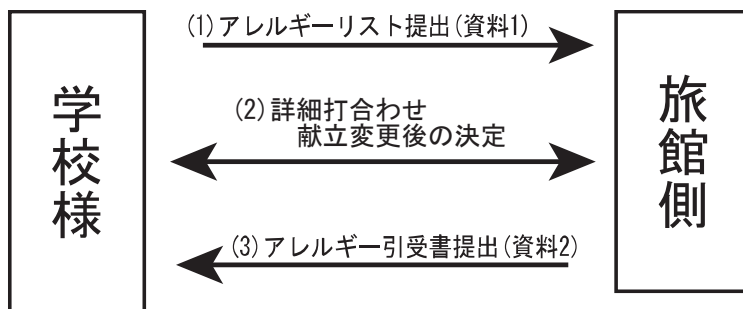 学校様
(1)アレルギーリスト提出(資料1)
(2)詳細打合わせ
献立変更後の決定
(3)アレルギー引受書提出(資料2)
旅館側